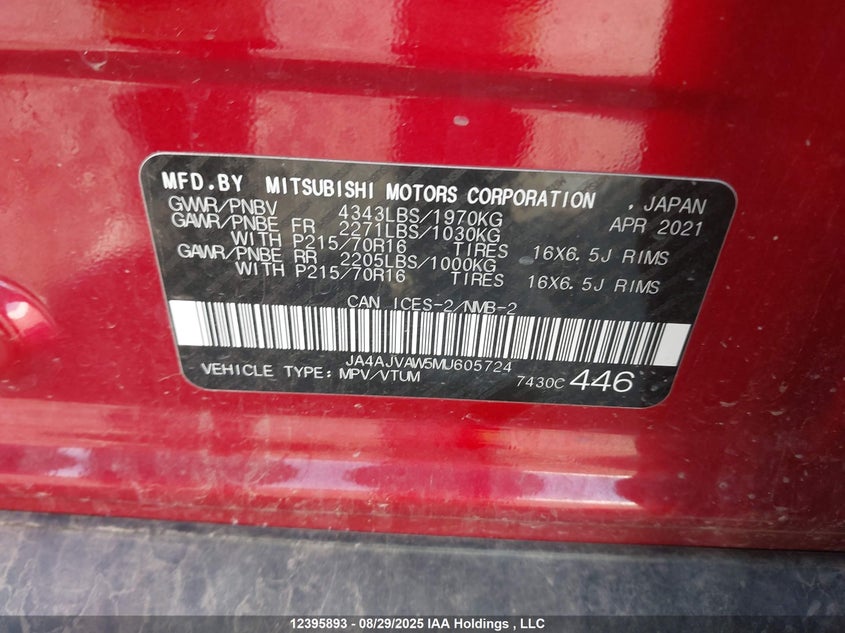 MFD.BY MITSUBISHI MOTORS CORPORATION , JAPAN
GVWR/PNBV 4343LBS/1970KG APR 2021
GAWR/PNBE FR 2271LBS/1030KG
WITH P215/70R16 TIRES 16X6.5J RIMS
GAWR/PNBE RR 2205LBS/1000KG
WITH P215/70R16 TIRES 16X6.5J RIMS
CAN ICES-2/NMB-2
JA4AJVAW5MU605724
VEHICLE TYPE: MPV/VTUM 7430C 446
12395893 - 08/29/2025 IAA Holdings , LLC